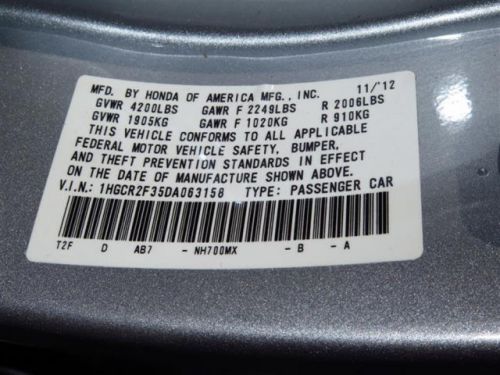 MFD. BY HONDA OF AMERICA MFG., INC. 11/'12
GVWR 4200LBS GAWR F 2249LBS R 2006LBS
GVWR 1905KG GAWR F 1020KG R 910KG
THIS VEHICLE CONFORMS TO ALL APPLICABLE
FEDERAL MOTOR VEHICLE SAFETY, BUMPER,
AND THEFT PREVENTION STANDARDS IN EFFECT
ON THE DATE OF MANUFACTURE SHOWN ABOVE.
V.I.N.: 1HGCR2F35DA063158 TYPE: PASSENGER CAR
T2F D AB7 - NH700MX - B - A